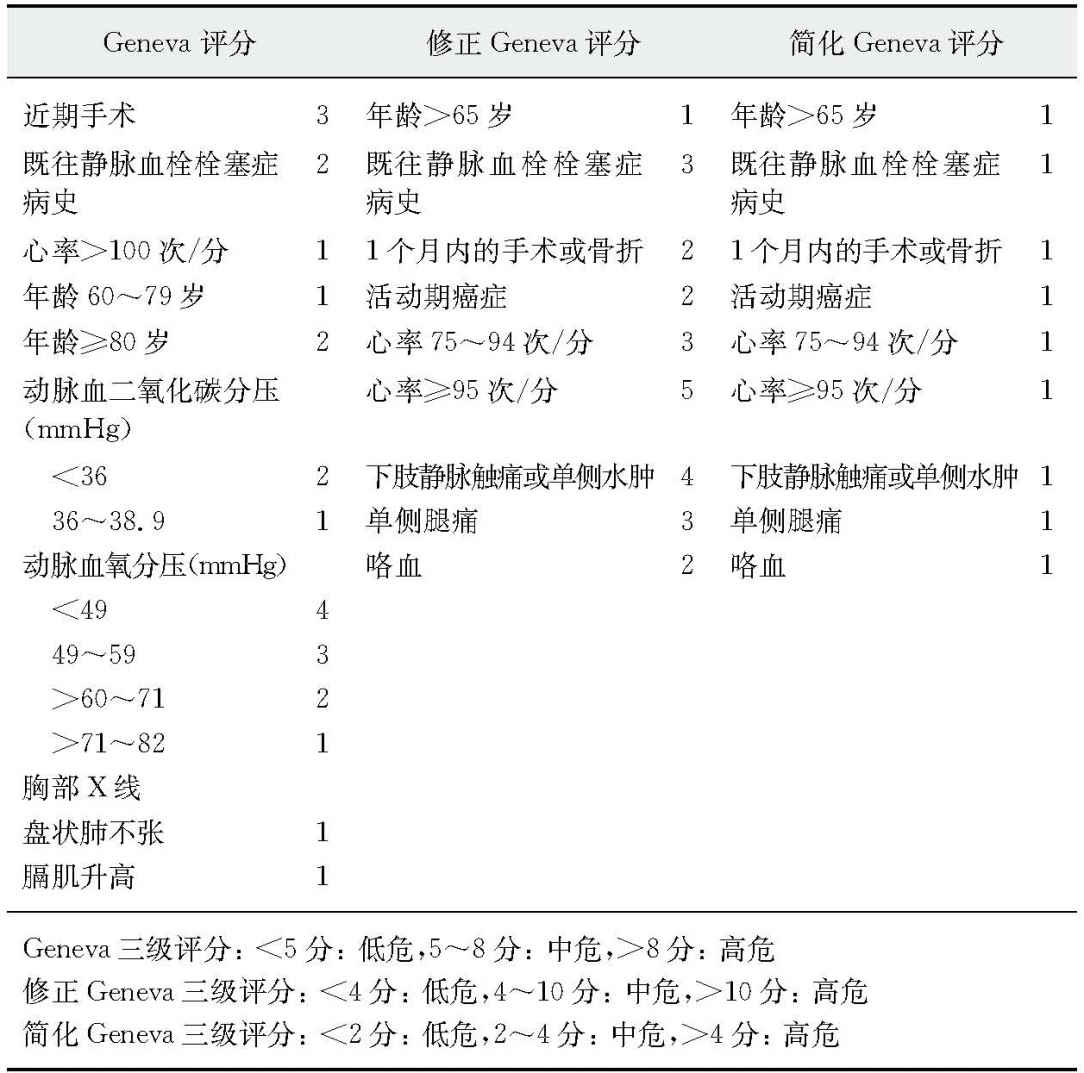 Geneva 评分 修正 Geneva 评分 简化 Geneva 评分
近期手术 3 年龄>65 岁 1 年龄>65 岁 1
既往静脉血栓栓塞症 2 既往静脉血栓栓塞症 3 既往静脉血栓栓塞症 1
病史 病史 病史
心率>100 次/分 1 1个月内的手术或骨折 2 1个月内的手术或骨折 1
年龄 60～79 岁 1 活动期癌症 2 活动期癌症 1
年龄≥80 岁 2 心率 75～94 次/分 3 心率 75～94 次/分 1
动脉血二氧化碳分压 心率≥95 次/分 5 心率≥95 次/分 1
(mmHg)
<36 2 下肢静脉触痛或单侧水肿 4 下肢静脉触痛或单侧水肿 1
36～38.9 1 单侧腿痛 3 单侧腿痛 1
动脉血氧分压(mmHg) 咯血 2 咯血 1
<49 4
49～59 3
>60～71 2
>71～82 1
胸部 X 线
盘状肺不张 1
膈肌升高 1
Geneva 三级评分：<5 分：低危,5～8 分：中危,>8 分：高危
修正 Geneva 三级评分：<4 分：低危,4～10 分：中危,>10 分：高危
简化 Geneva 三级评分：<2 分：低危,2～4 分：中危,>4 分：高危